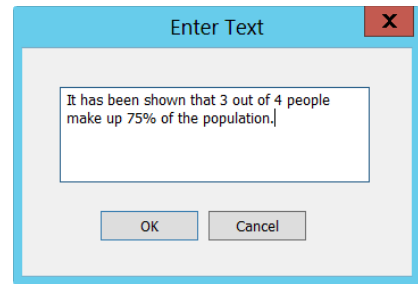 Enter Text
X
It has been shown that 3 out of 4 people
make up 75% of the population.
OK
Cancel